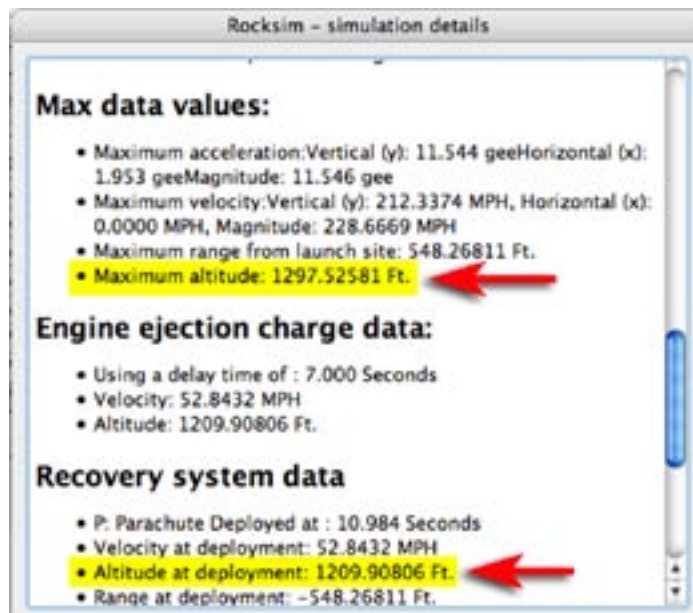 Rocksim – simulation details
Max data values:
• Maximum acceleration:Vertical (y): 11.544 geeHorizontal (x):
1.953 geeMagnitude: 11.546 gee
• Maximum velocity:Vertical (y): 212.3374 MPH, Horizontal (x):
0.0000 MPH, Magnitude: 228.6669 MPH
• Maximum range from launch site: 548.26811 Ft.
• Maximum altitude: 1297.52581 Ft.
Engine ejection charge data:
• Using a delay time of : 7.000 Seconds
• Velocity: 52.8432 MPH
• Altitude: 1209.90806 Ft.
Recovery system data
• P: Parachute Deployed at : 10.984 Seconds
• Velocity at deployment: 52.8432 MPH
• Altitude at deployment: 1209.90806 Ft.
• Range at deployment: -548.26811 Ft.